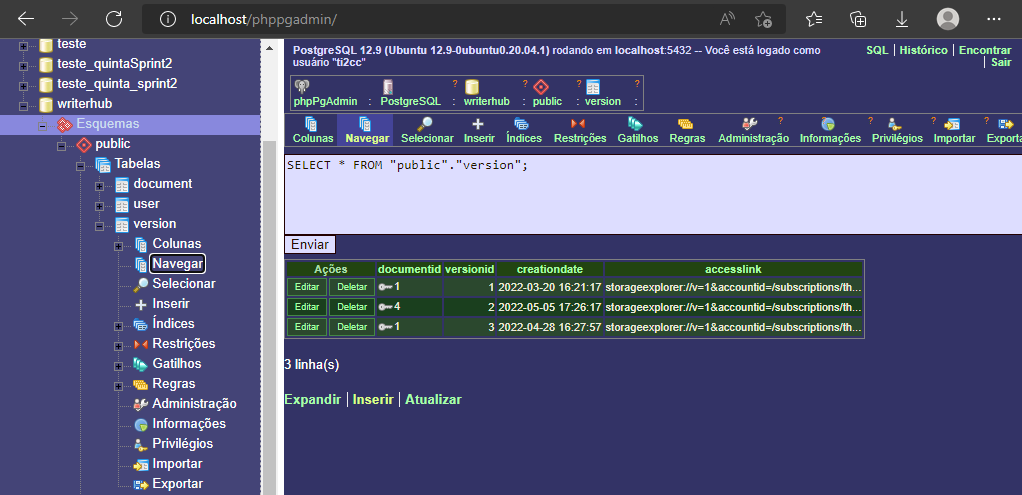 localhost/phppgadmin/
teste
teste_quintaSprint2
teste_quinta_sprint2
writerhub
Esquemas
public
Tabelas
document
user
version
Colunas
Navegar
Selecionar
Inserir
Índices
Restrições
Gatilhos
Regras
Administração
Informações
Privilégios
Importar
Exportar
PostgreSQL 12.9 (Ubuntu 12.9-0ubuntu0.20.04.1) rodando em localhost:5432 -- Você está logado como
usuário "ti2cc"
SQL | Histórico | Encontrar
| Sair
phpPgAdmin : PostgreSQL ? : writerhub ? : public ? : version ? :
Colunas Navegar Selecionar Inserir Índices Restrições Gatilhos Regras Administração ? Informações ? Privilégios ? Importar ? Exporta
SELECT * FROM "public"."version";
Enviar
Ações documentid versionid creationdate accesslink
Editar Deletar 1 1 2022-03-20 16:21:17 storageexplorer://v=1&accountid=/subscriptions/th...
Editar Deletar 4 2 2022-05-05 17:26:17 storageexplorer://v=1&accountid=/subscriptions/th...
Editar Deletar 1 3 2022-04-28 16:27:57 storageexplorer://v=1&accountid=/subscriptions/th...
3 linha(s)
Expandir | Inserir | Atualizar